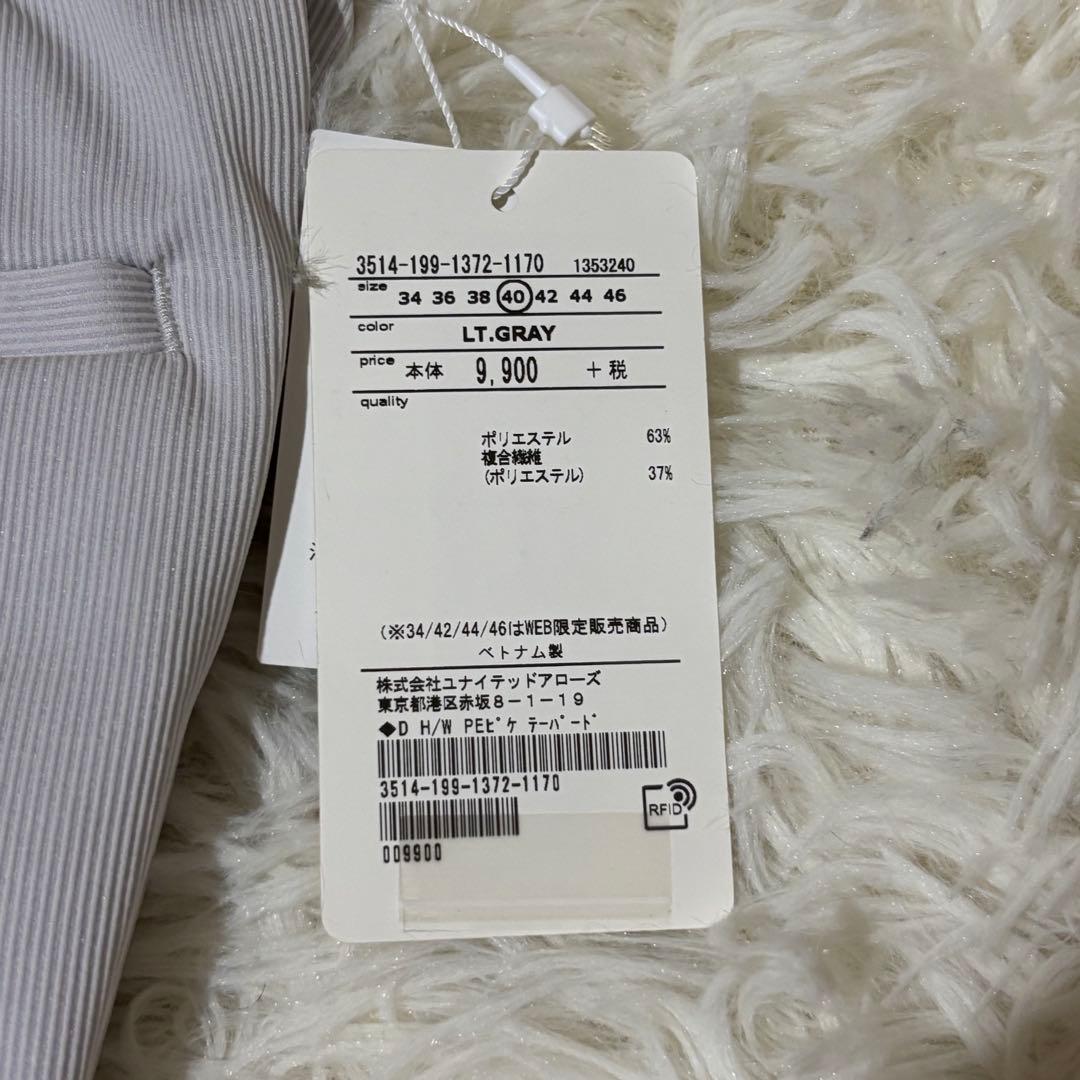 3514-199-1372-1170 1353240
size 34 36 38 40 42 44 46
color LT.GRAY
price 本体 9,900 +税
quality
ポリエステル 63%
複合繊維
(ポリエステル) 37%
(※34/42/44/46はWEB限定販売商品)
ベトナム製
株式会社ユナイテッドアローズ
東京都港区赤坂8-1-19
◆D H/W PEピケ テーパード
3514-199-1372-1170
RFID
009900